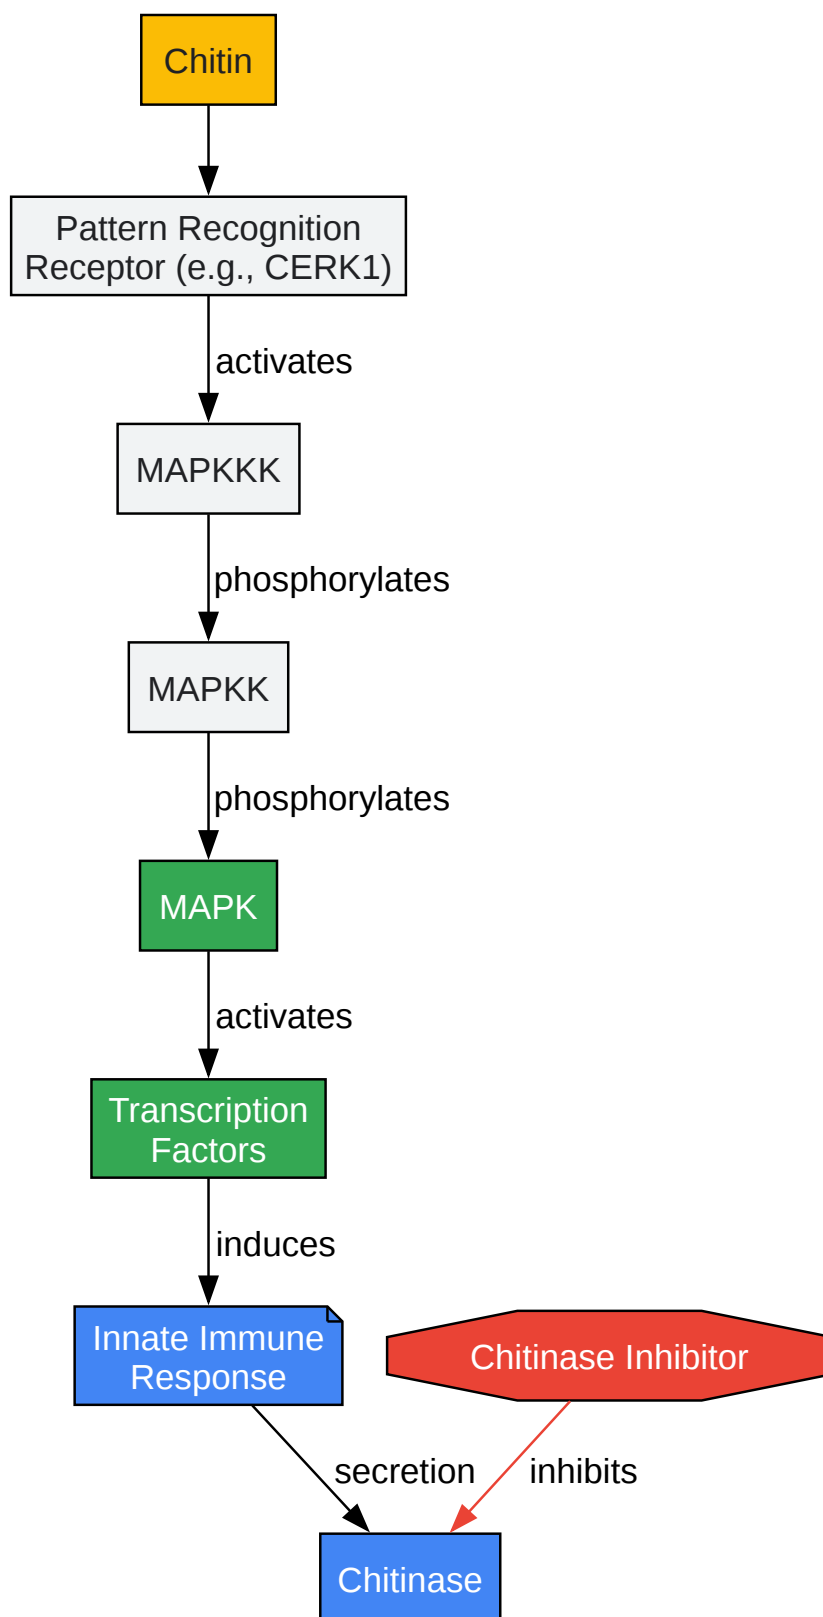 Chitin
Pattern Recognition
Receptor (e.g., CERK1)
activates
MAPKKK
phosphorylates
MAPKK
phosphorylates
MAPK
activates
Transcription
Factors
induces
Innate Immune
Response
Chitinase Inhibitor
secretion
inhibits
Chitinase